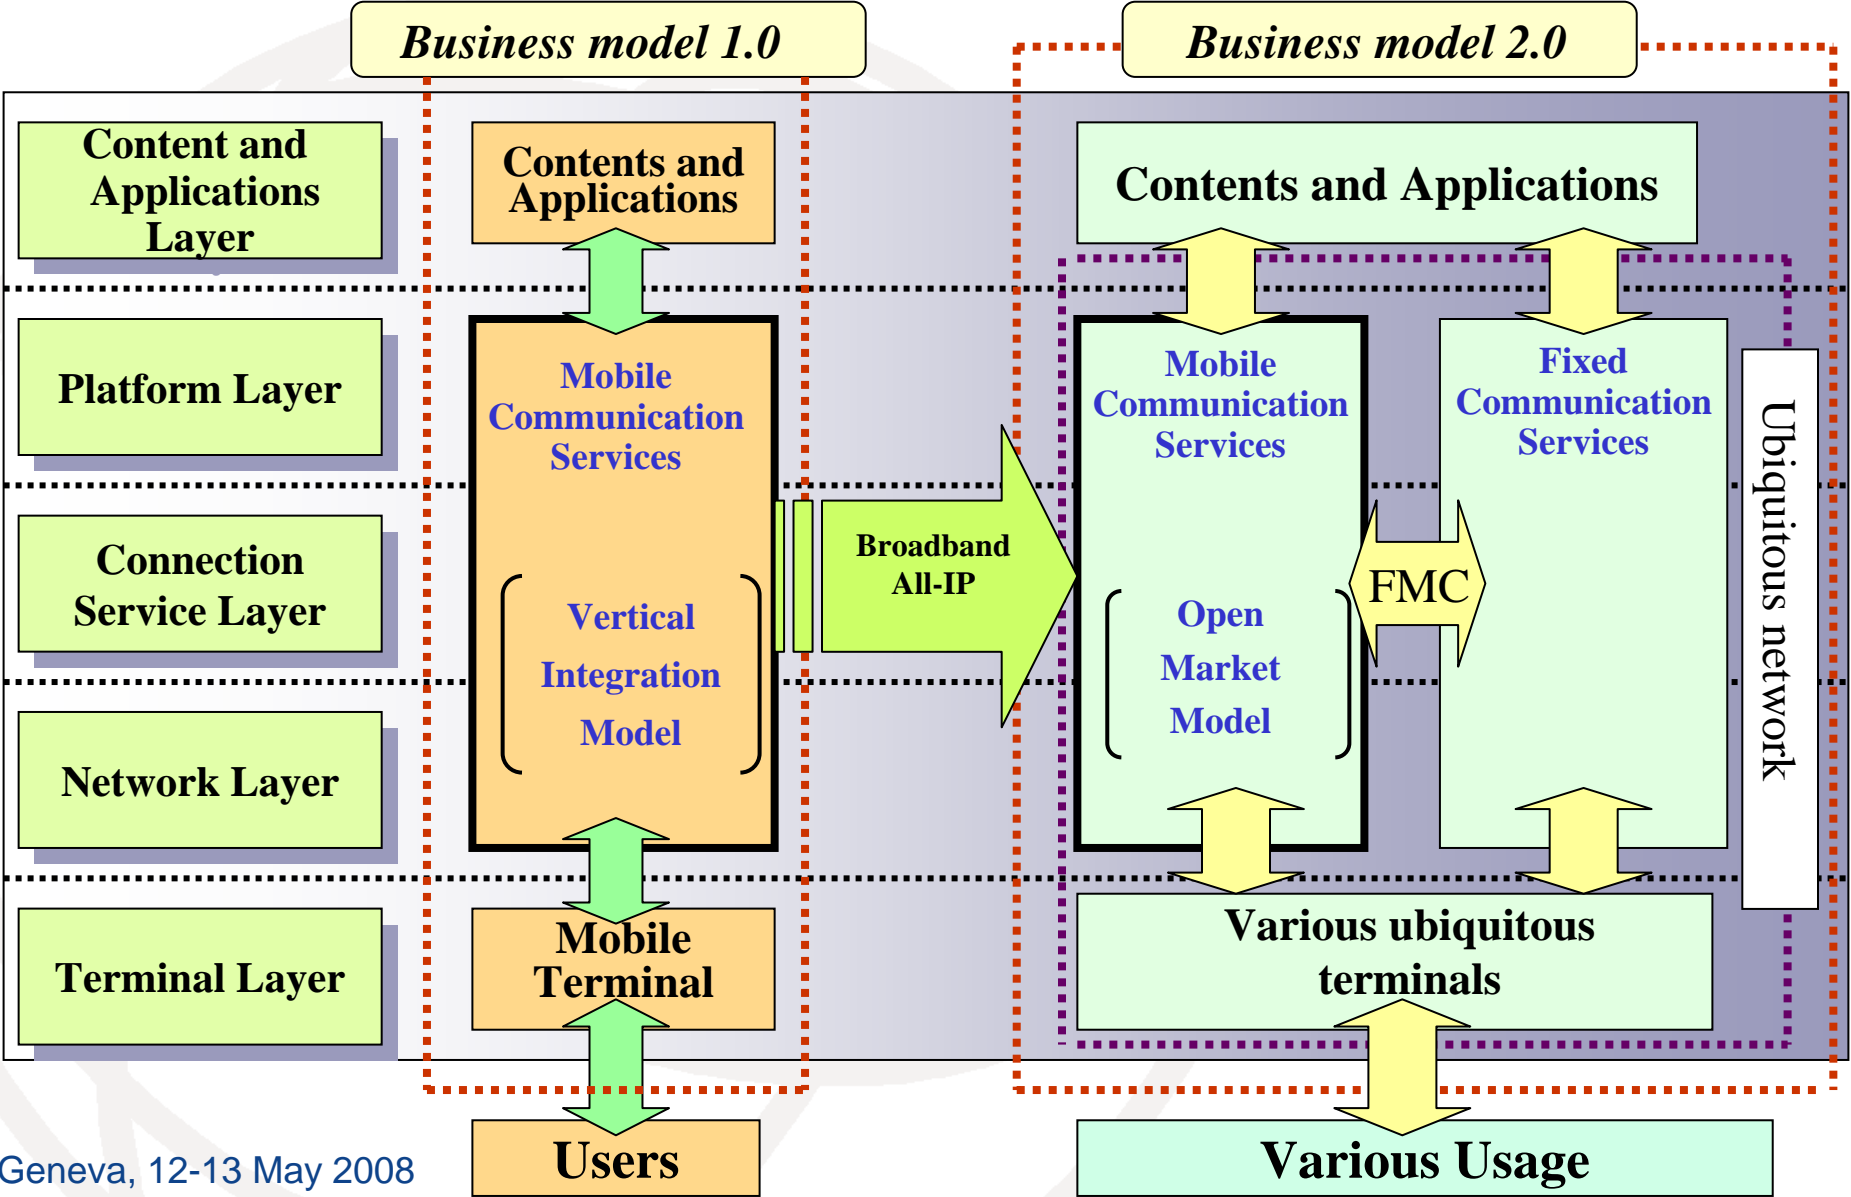 Business model 1.0
Business model 2.0
Content and
Applications
Layer
Contents and
Applications
Contents and Applications
Platform Layer
Mobile
Communication
Services
Mobile
Communication
Services
Fixed
Communication
Services
Ubiquitous network
Connection
Service Layer
Vertical
Integration
Model
Broadband
All-IP
Open
Market
Model
FMC
Network Layer
Terminal Layer
Mobile
Terminal
Various ubiquitous
terminals
Users
Various Usage
Geneva, 12-13 May 2008